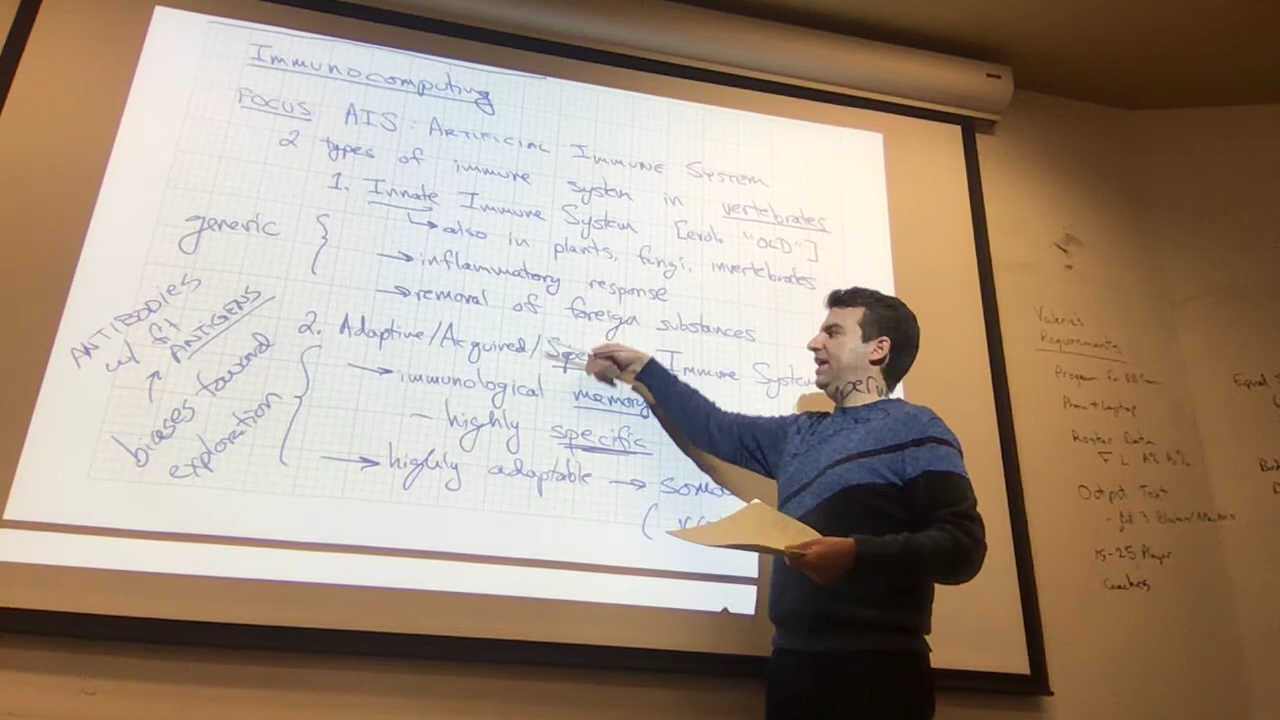 Immunocomputing
FOCUS AIS: ARTIFICIAL IMMUNE SYSTEM
2 types of immune system in vertebrates
1. Innate Immune System [evol. "OLD"]
→ also in plants, fungi, invertebrates
generic
→ inflammatory response
→ removal of foreign substances
2. Adaptive/Acquired/Spe Immune System
→ immunological memory
- highly specific
→ highly adaptable →
ANTIBODIES
w/ fit
ANTIGENS
↑
biases toward
exploration
Requirements
Phone + Laptop
Roster Data
Output Text
15-25 Player
Coaches